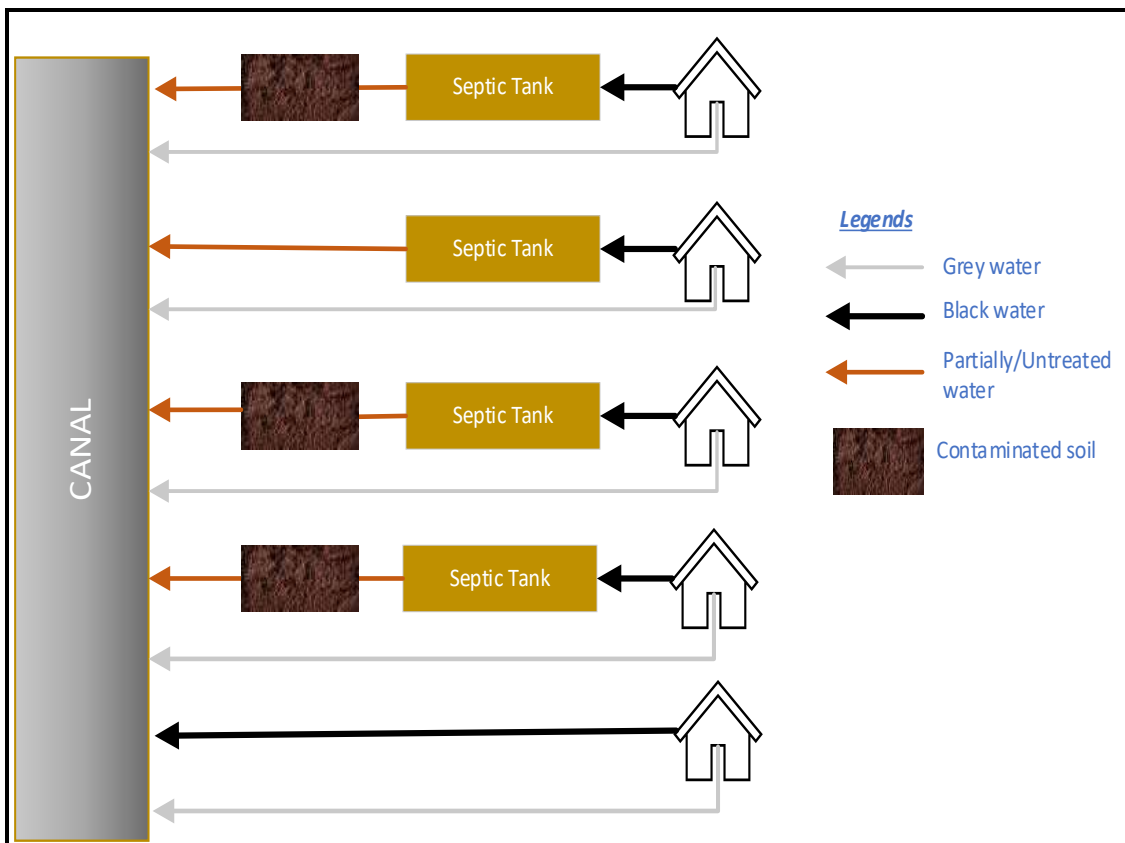 Septic Tank
Septic Tank
Septic Tank
Septic Tank
CANAL
Legends
Grey water
Black water
Partially/Untreated
water
Contaminated soil